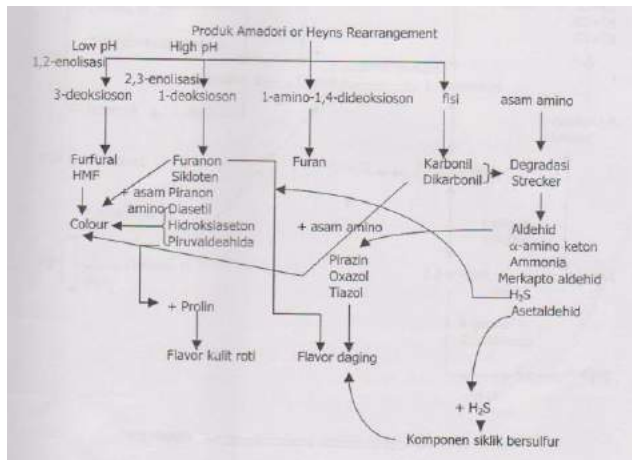 Produk Amadori or Heyns Rearrangement
Low pH
High pH
1,2-enolisasi
2,3-enolisasi
3-deoksioson
1-deoksioson
1-amino-1,4-dideoksioson
fisi
asam amino
Furfural
HMF
Furanon
Sikloten
Furan
Karbonil
Dikarbonil
Degradasi
Strecker
+ asam Piranon
amino Diasetil
Colour
Hidroksiaseton
Piruvaldeahida
+ asam amino
Pirazin
Oxazol
Tiazol
Aldehid
α-amino keton
Ammonia
Merkapto aldehid
H₂S
Asetaldehid
+ Prolin
Flavor kulit roti
Flavor daging
+ H₂S
Komponen siklik bersulfur